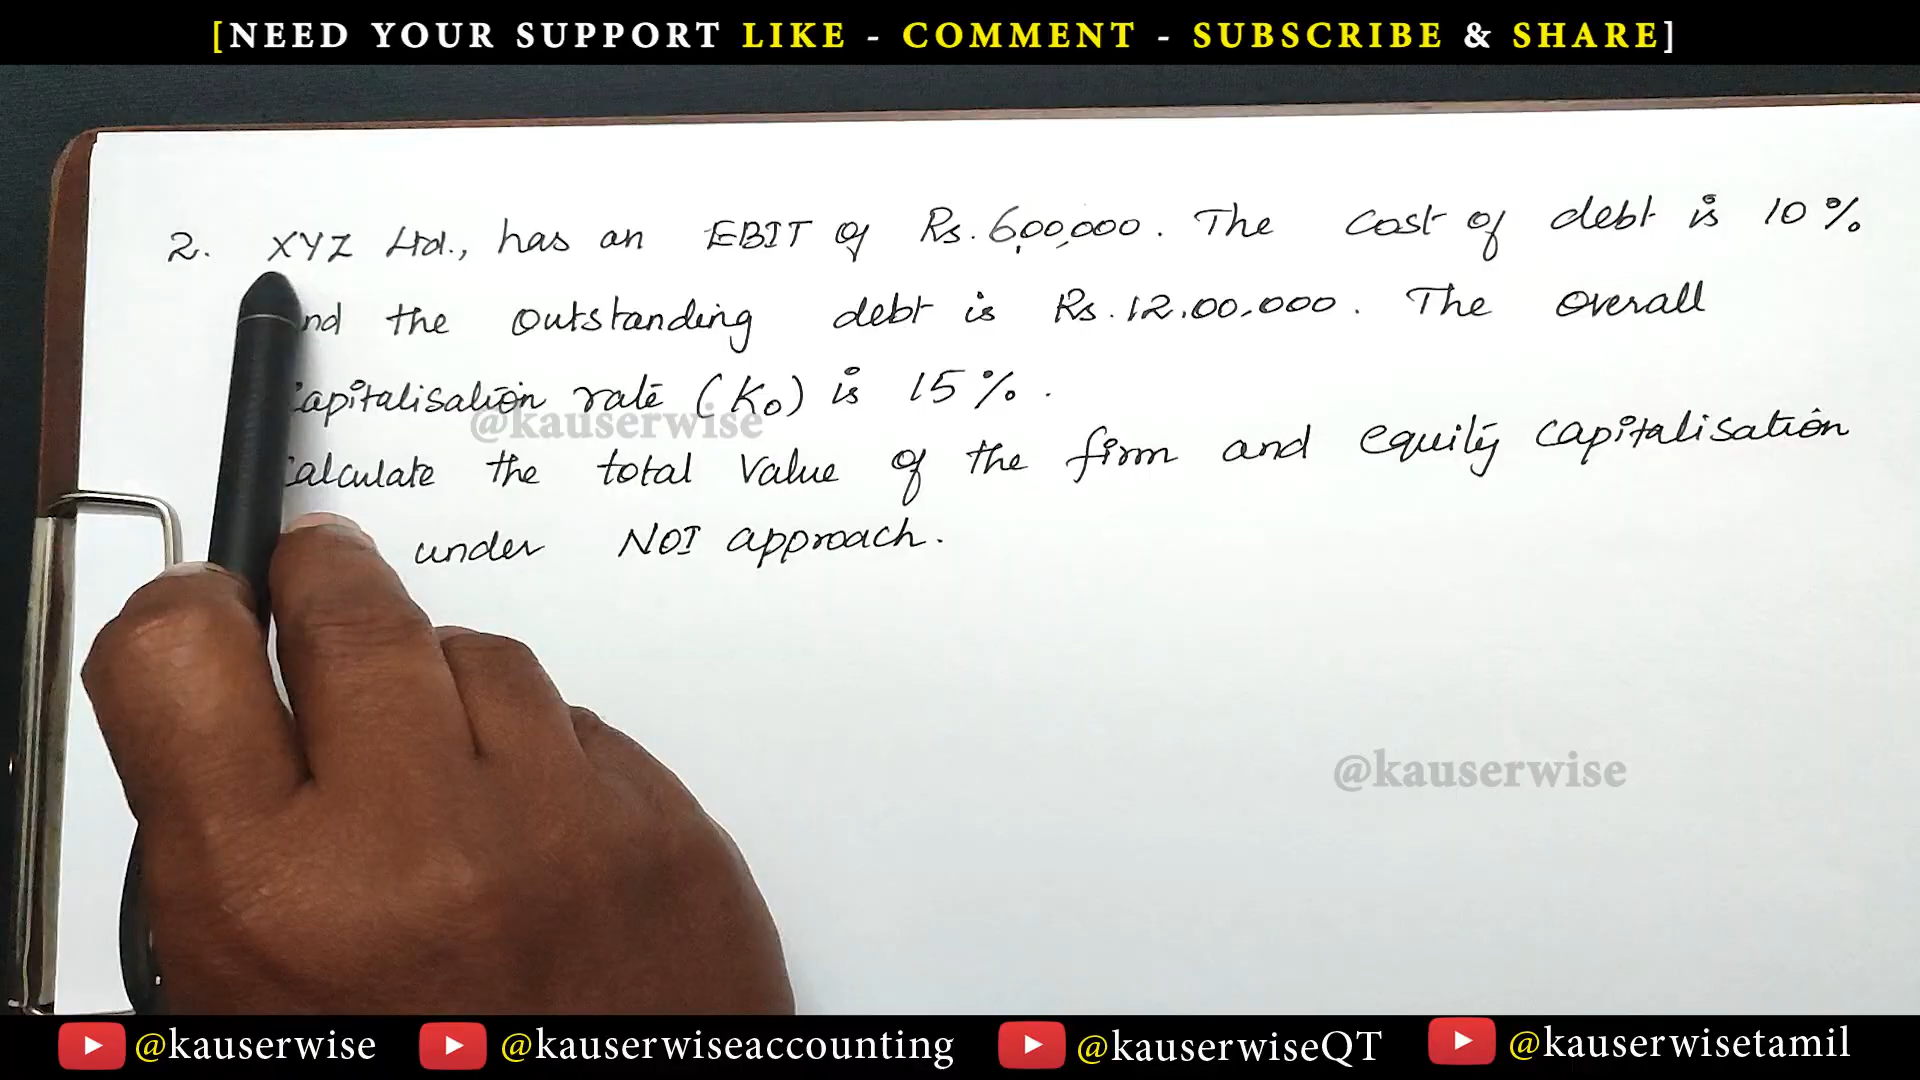 [NEED YOUR SUPPORT LIKE - COMMENT - SUBSCRIBE & SHARE]
2. XYZ Ltd., has an EBIT of Rs. 6,00,000. The cost of debt is 10%
nd the outstanding debt is Rs. 12,00,000. The overall
Capitalisation rate (Ko) is 15%.
@kauserwise
Calculate the total value of the firm and equity capitalisation
under NOI approach.
@kauserwise
@kauserwise @kauserwiseaccounting @kauserwiseQT @kauserwisetamil